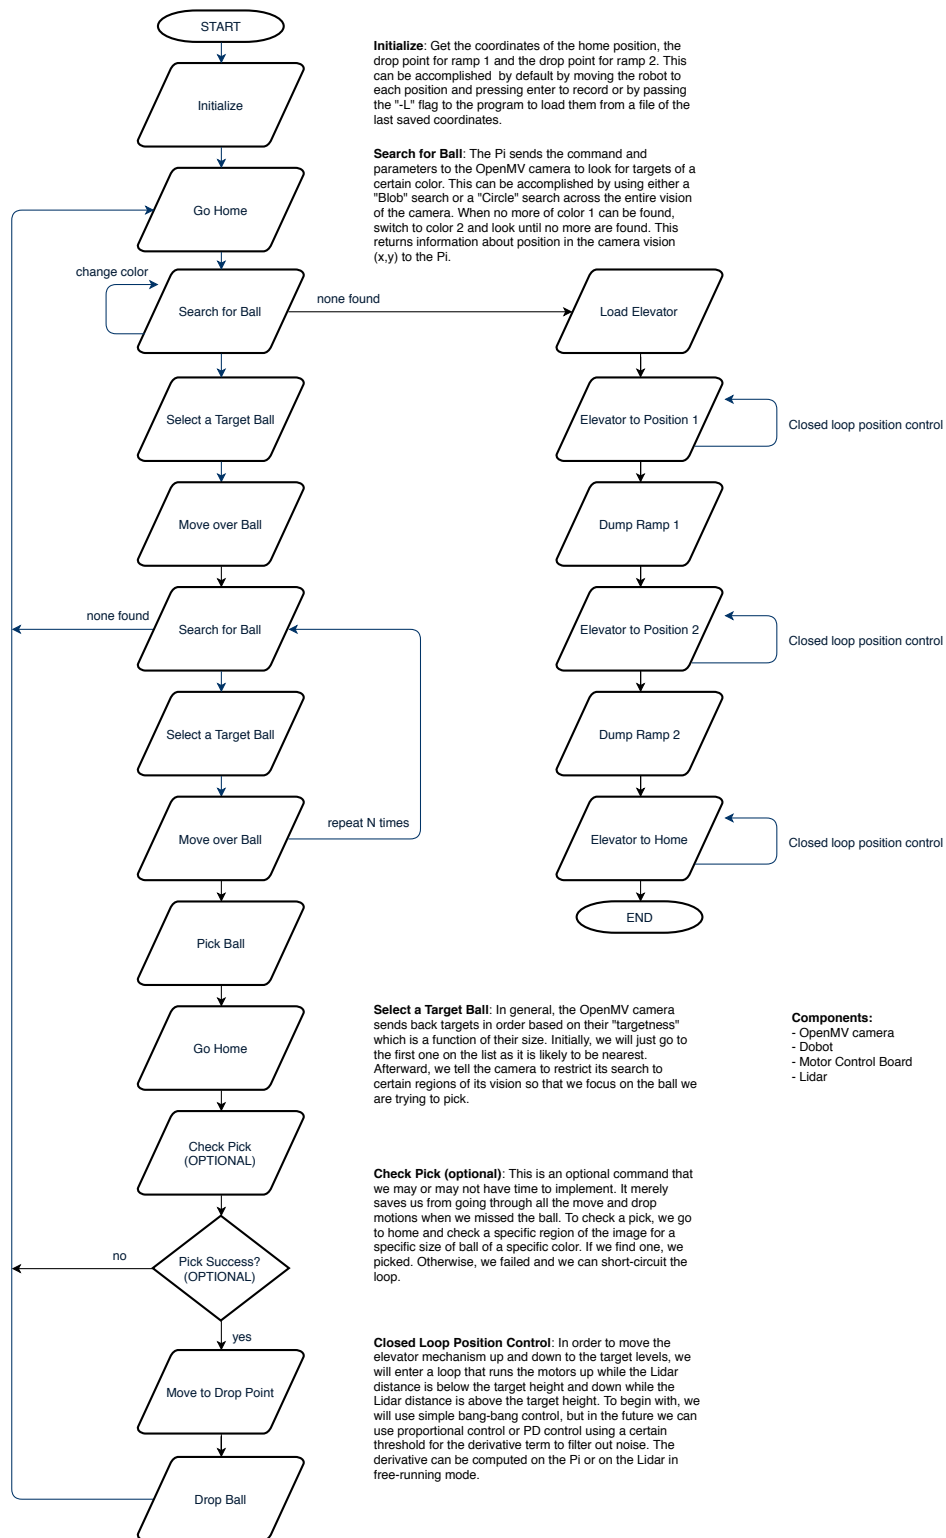 START
Initialize
Initialize: Get the coordinates of the home position, the
drop point for ramp 1 and the drop point for ramp 2. This
can be accomplished by default by moving the robot to
each position and pressing enter to record or by passing
the "-L" flag to the program to load them from a file of the
last saved coordinates.
Search for Ball: The Pi sends the command and
parameters to the OpenMV camera to look for targets of a
certain color. This can be accomplished by using either a
"Blob" search or a "Circle" search across the entire vision
of the camera. When no more of color 1 can be found,
switch to color 2 and look until no more are found. This
returns information about position in the camera vision
(x,y) to the Pi.
Go Home
change color
Search for Ball
none found
Select a Target Ball
Move over Ball
none found
Search for Ball
Select a Target Ball
Move over Ball
repeat N times
Pick Ball
Go Home
Check Pick
(OPTIONAL)
no
Pick Success?
(OPTIONAL)
yes
Move to Drop Point
Drop Ball
Load Elevator
Elevator to Position 1
Closed loop position control
Dump Ramp 1
Elevator to Position 2
Closed loop position control
Dump Ramp 2
Elevator to Home
Closed loop position control
END
Select a Target Ball: In general, the OpenMV camera
sends back targets in order based on their "targetness"
which is a function of their size. Initially, we will just go to
the first one on the list as it is likely to be nearest.
Afterward, we tell the camera to restrict its search to
certain regions of its vision so that we focus on the ball we
are trying to pick.
Components:
- OpenMV camera
- Dobot
- Motor Control Board
- Lidar
Check Pick (optional): This is an optional command that
we may or may not have time to implement. It merely
saves us from going through all the move and drop
motions when we missed the ball. To check a pick, we go
to home and check a specific region of the image for a
specific size of ball of a specific color. If we find one, we
picked. Otherwise, we failed and we can short-circuit the
loop.
Closed Loop Position Control: In order to move the
elevator mechanism up and down to the target levels, we
will enter a loop that runs the motors up while the Lidar
distance is below the target height and down while the
Lidar distance is above the target height. To begin with, we
will use simple bang-bang control, but in the future we can
use proportional control or PD control using a certain
threshold for the derivative term to filter out noise. The
derivative can be computed on the Pi or on the Lidar in
free-running mode.